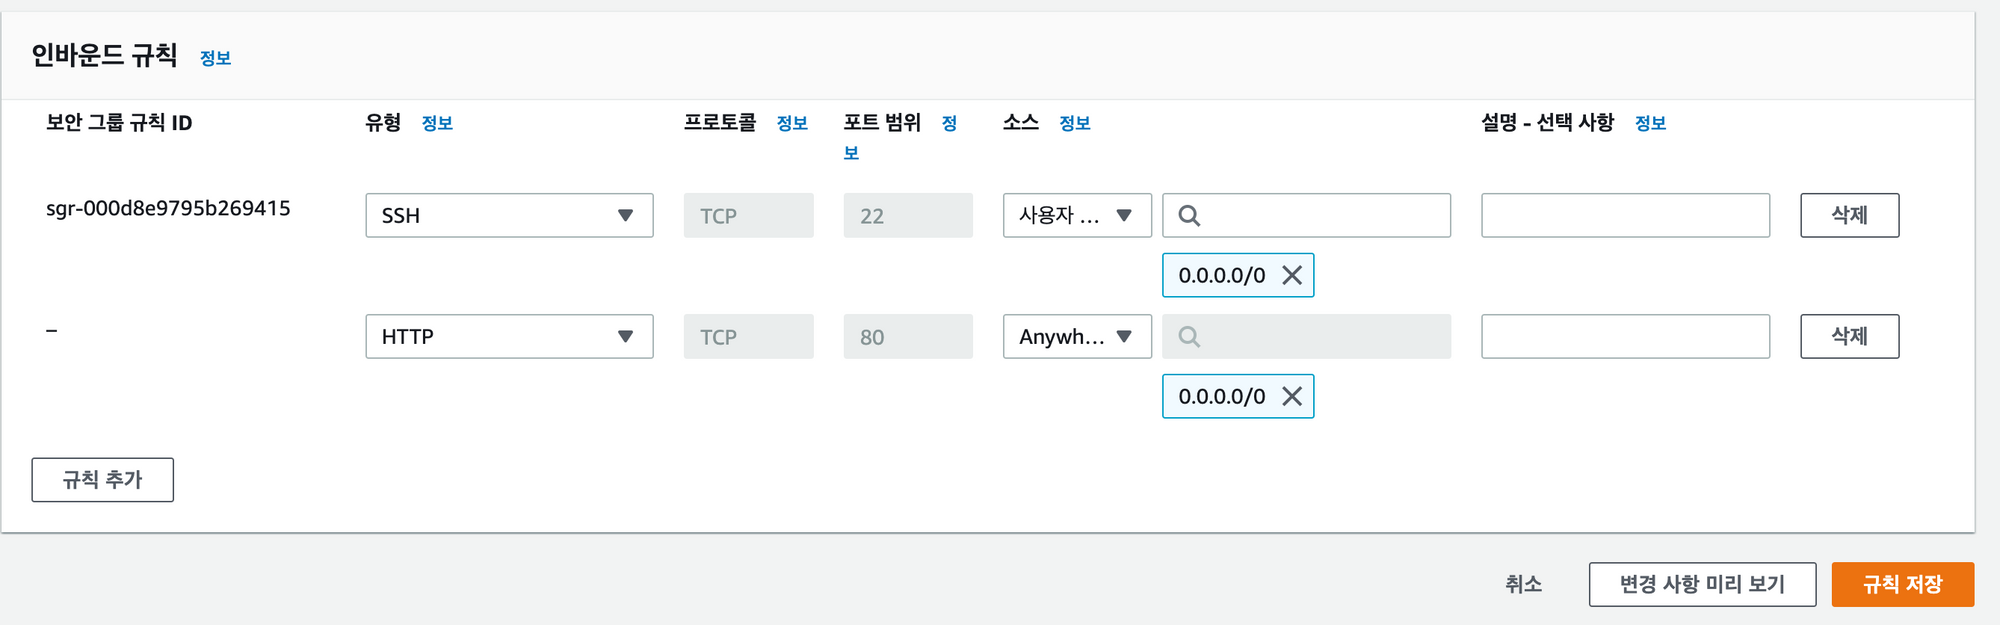 인바운드 규칙 정보
보안 그룹 규칙 ID 유형 정보 프로토콜 정보 포트 범위 정보 소스 정보 설명 - 선택 사항 정보
sgr-000d8e9795b269415 SSH TCP 22 사용자 ... 삭제
0.0.0.0/0
– HTTP TCP 80 Anywh... 삭제
0.0.0.0/0
규칙 추가
취소 변경 사항 미리 보기 규칙 저장